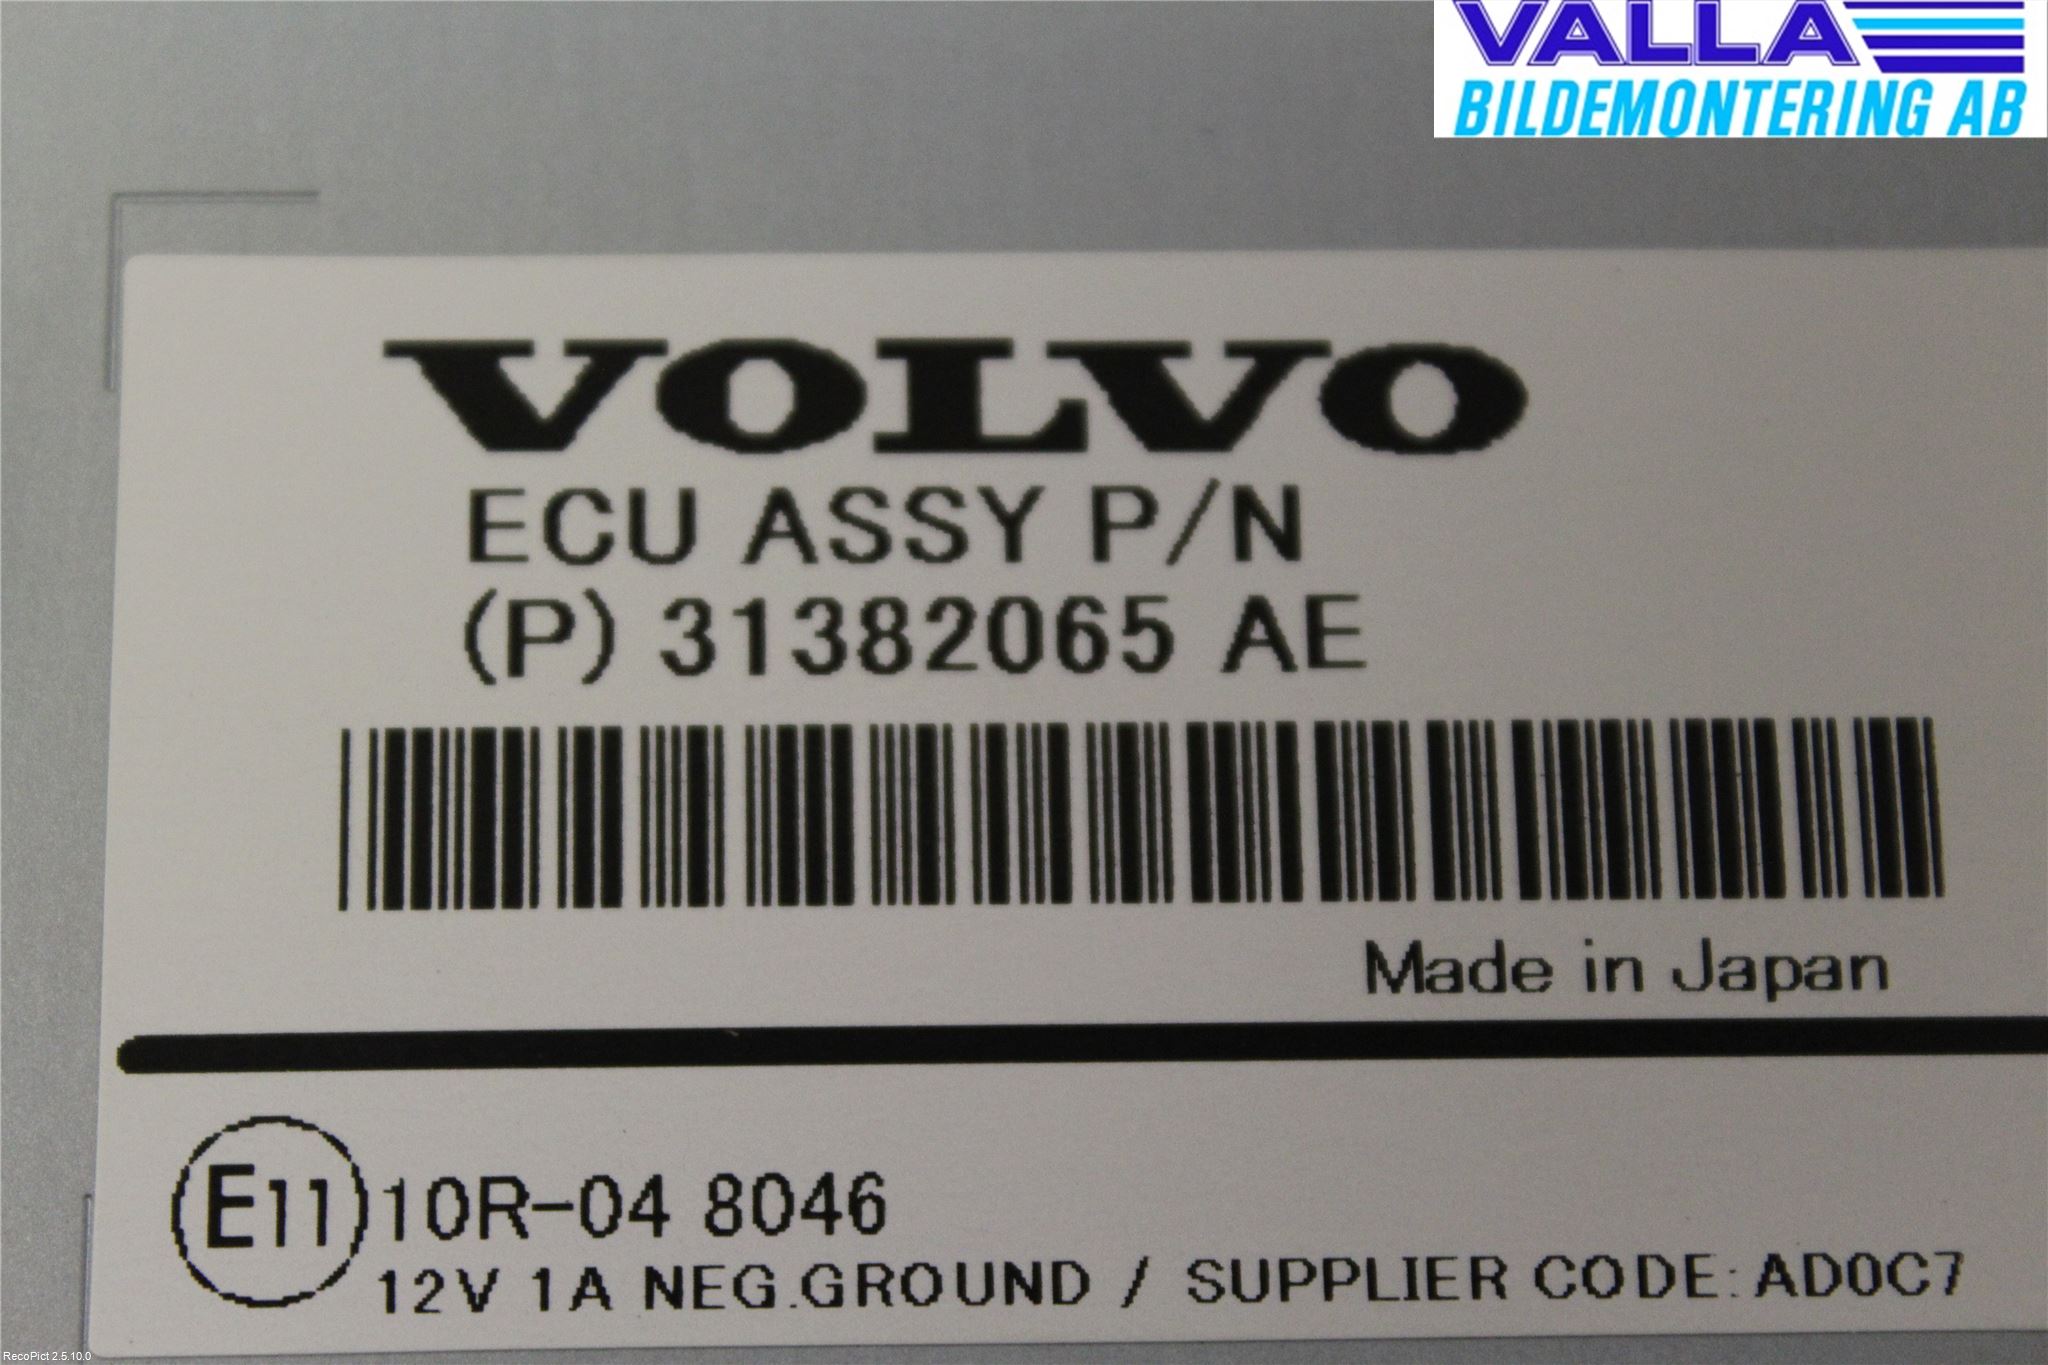 VALLA
BILDEMONTERING AB
VOLVO
ECU ASSY P/N
(P) 31382065 AE
Made in Japan
E11 10R-04 8046
12V 1A NEG.GROUND / SUPPLIER CODE: AD0C7
RecoPict 2.5.10.0